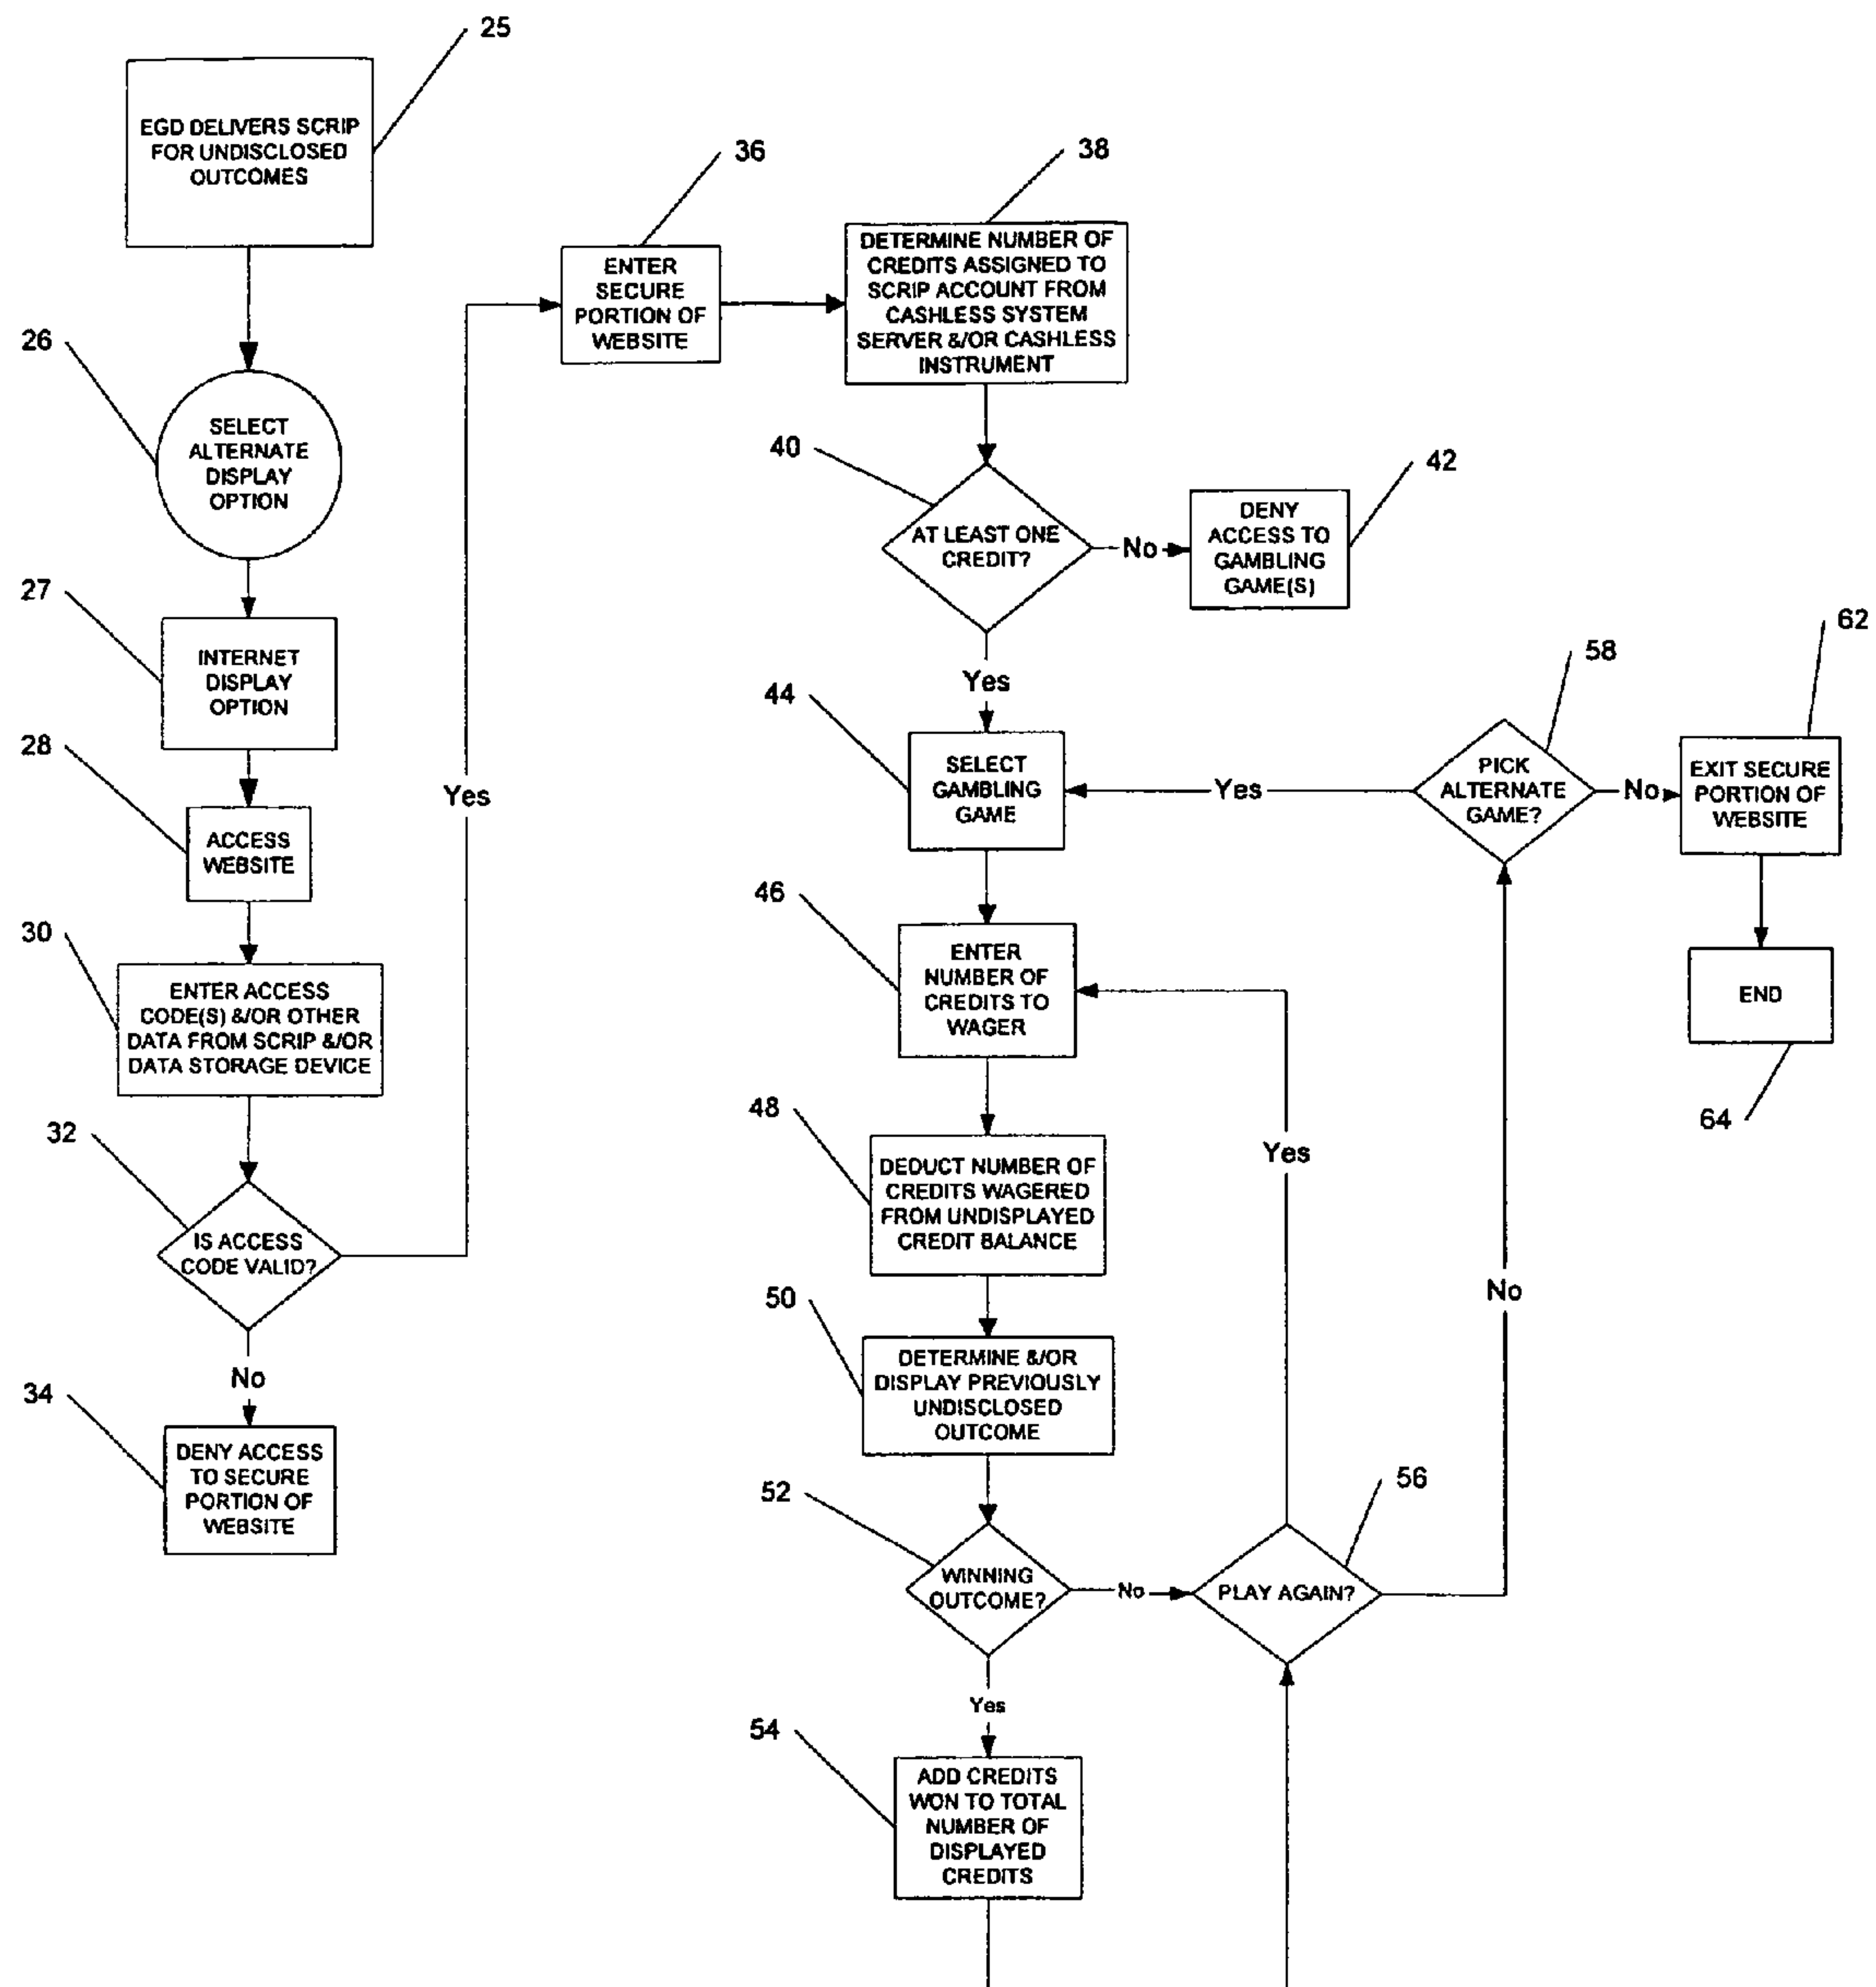 25
EGD DELIVERS SCRIP
FOR UNDISCLOSED
OUTCOMES
26
SELECT
ALTERNATE
DISPLAY
OPTION
27
INTERNET
DISPLAY
OPTION
28
ACCESS
WEBSITE
30
ENTER ACCESS
CODE(S) &/OR OTHER
DATA FROM SCRIP &/OR
DATA STORAGE DEVICE
32
IS ACCESS
CODE VALID?
No
34
DENY ACCESS
TO SECURE
PORTION OF
WEBSITE
Yes
36
ENTER
SECURE
PORTION OF
WEBSITE
38
DETERMINE NUMBER OF
CREDITS ASSIGNED TO
SCRIP ACCOUNT FROM
CASHLESS SYSTEM
SERVER &/OR CASHLESS
INSTRUMENT
40
AT LEAST ONE
CREDIT?
No
42
DENY
ACCESS TO
GAMBLING
GAME(S)
Yes
44
SELECT
GAMBLING
GAME
46
ENTER
NUMBER OF
CREDITS TO
WAGER
48
DEDUCT NUMBER OF
CREDITS WAGERED
FROM UNDISPLAYED
CREDIT BALANCE
50
DETERMINE &/OR
DISPLAY PREVIOUSLY
UNDISCLOSED
OUTCOME
52
WINNING
OUTCOME?
No
Yes
54
ADD CREDITS
WON TO TOTAL
NUMBER OF
DISPLAYED
CREDITS
56
PLAY AGAIN?
Yes
No
58
PICK
ALTERNATE
GAME?
Yes
No
62
EXIT SECURE
PORTION OF
WEBSITE
END
64